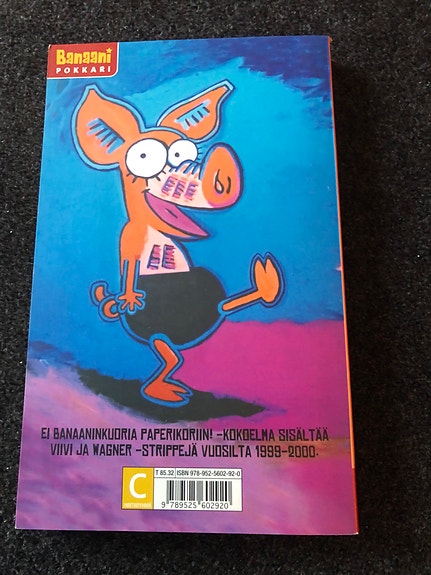 Banaani
POKKARI
EI BANAANINKUORIA PAPERIKORIIN! -KOKOELMA SISÄLTÄÄ
VIIVI JA WAGNER -STRIPPEJÄ VUOSILTA 1999-2000.
T 85.32 ISBN 978-952-5602-92-0
C
9 789525 602920